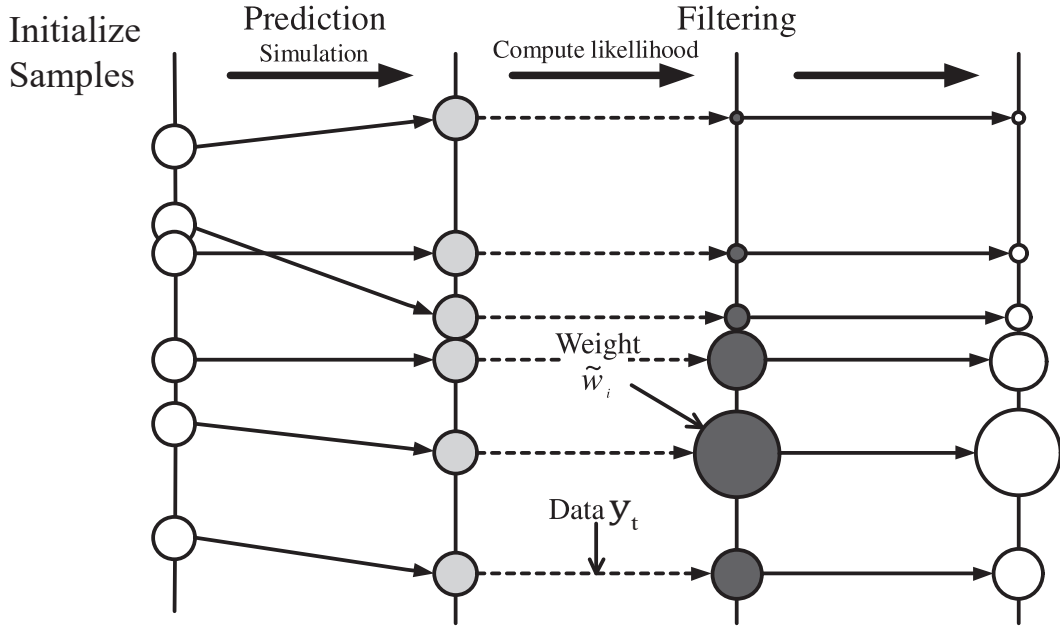 Initialize
Samples
Prediction
Simulation
Filtering
Compute likellihood
Weight
w̃ᵢ
Data yₜ